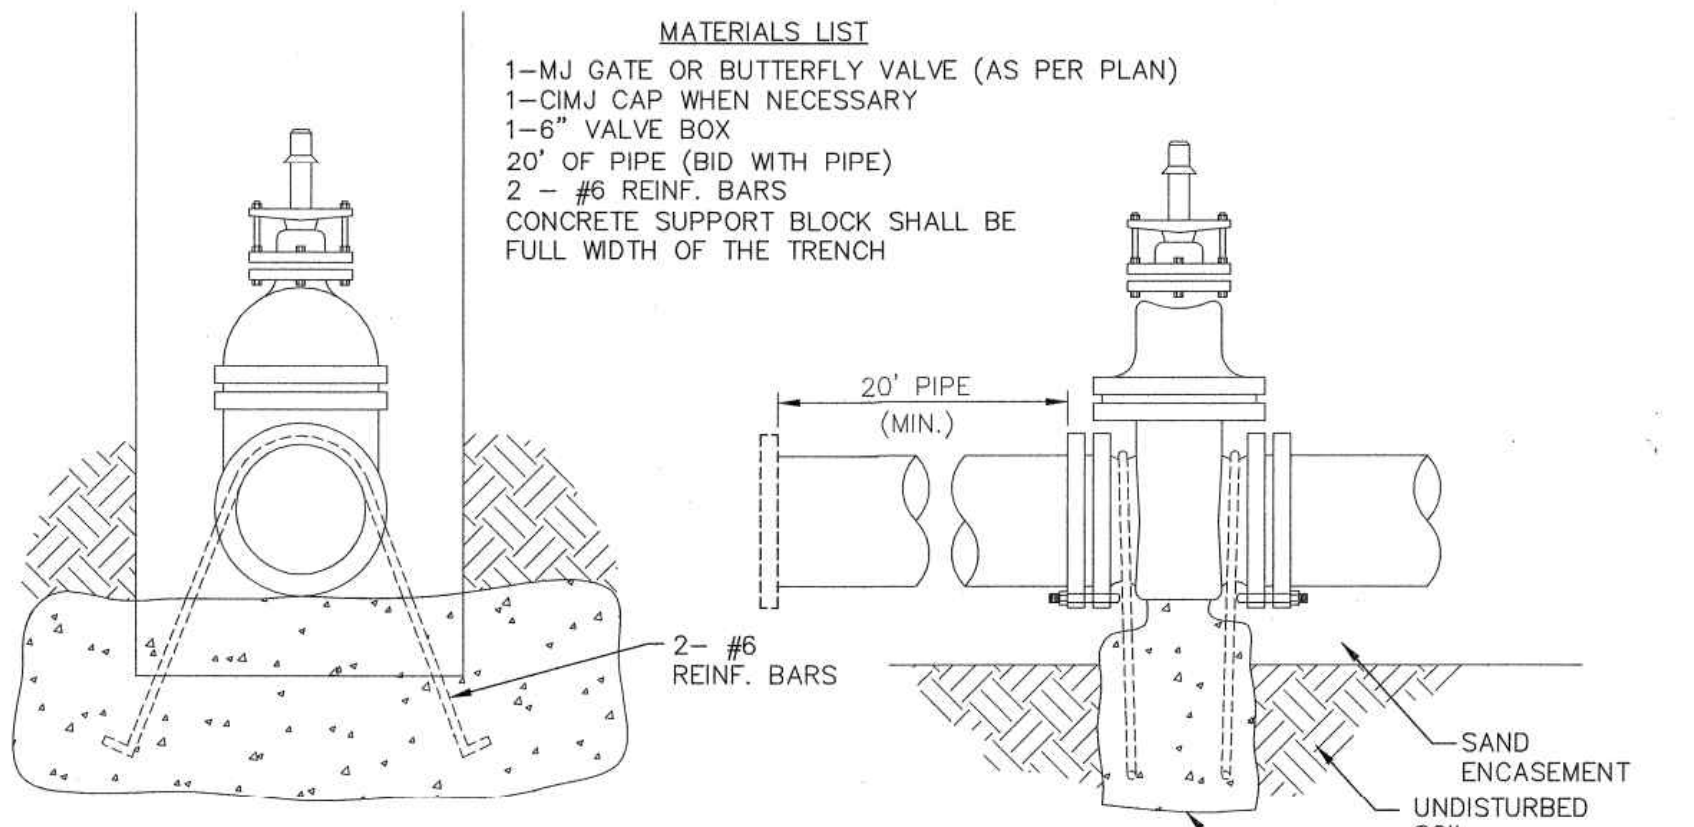 MATERIALS LIST
1-MJ GATE OR BUTTERFLY VALVE (AS PER PLAN)
1-CIMJ CAP WHEN NECESSARY
1-6" VALVE BOX
20' OF PIPE (BID WITH PIPE)
2 - #6 REINF. BARS
CONCRETE SUPPORT BLOCK SHALL BE
FULL WIDTH OF THE TRENCH
20' PIPE
(MIN.)
2- #6
REINF. BARS
SAND
ENCASEMENT
UNDISTURBED